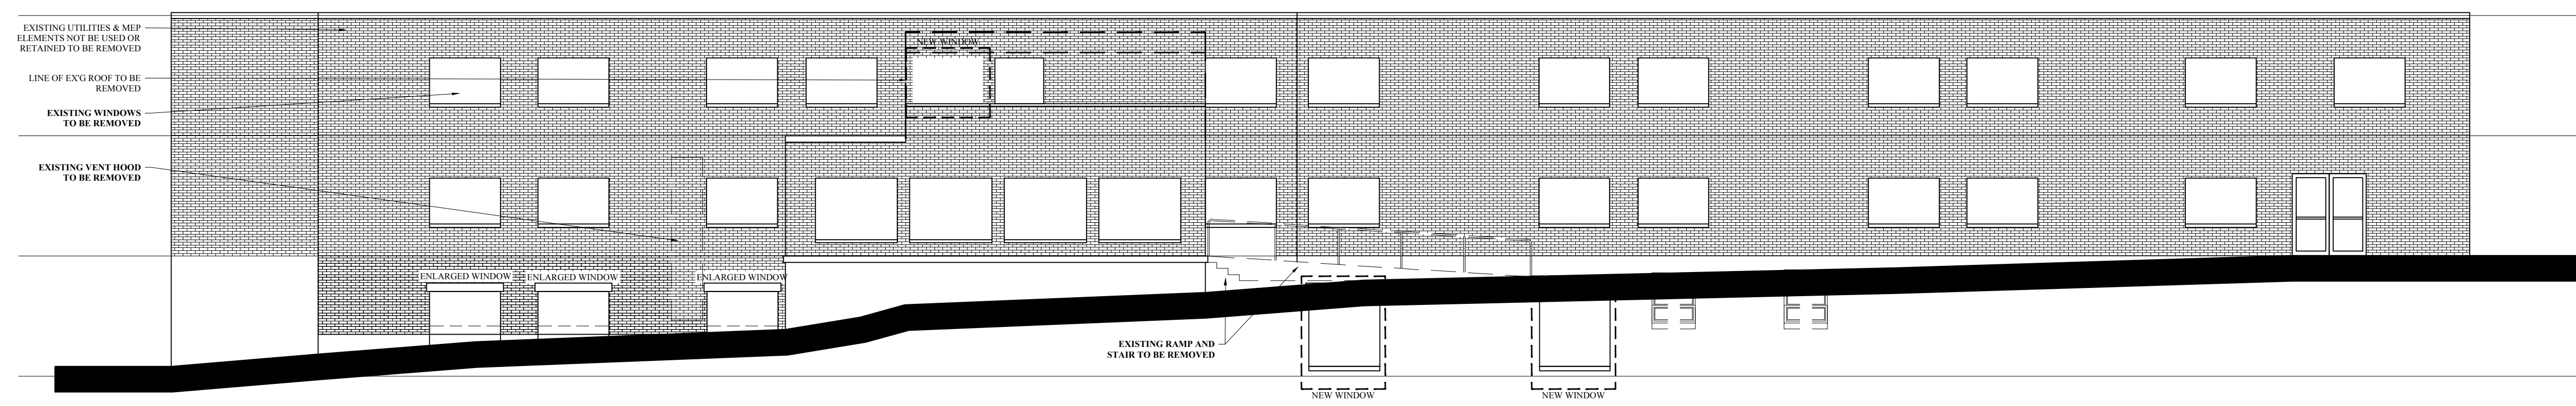 EXISTING UTILITIES & MEP
ELEMENTS NOT BE USED OR
RETAINED TO BE REMOVED
LINE OF EX'G ROOF TO BE
REMOVED
EXISTING WINDOWS
TO BE REMOVED
EXISTING VENT HOOD
TO BE REMOVED
NEW WINDOW
ENLARGED WINDOW
ENLARGED WINDOW
ENLARGED WINDOW
EXISTING RAMP AND
STAIR TO BE REMOVED
NEW WINDOW
NEW WINDOW